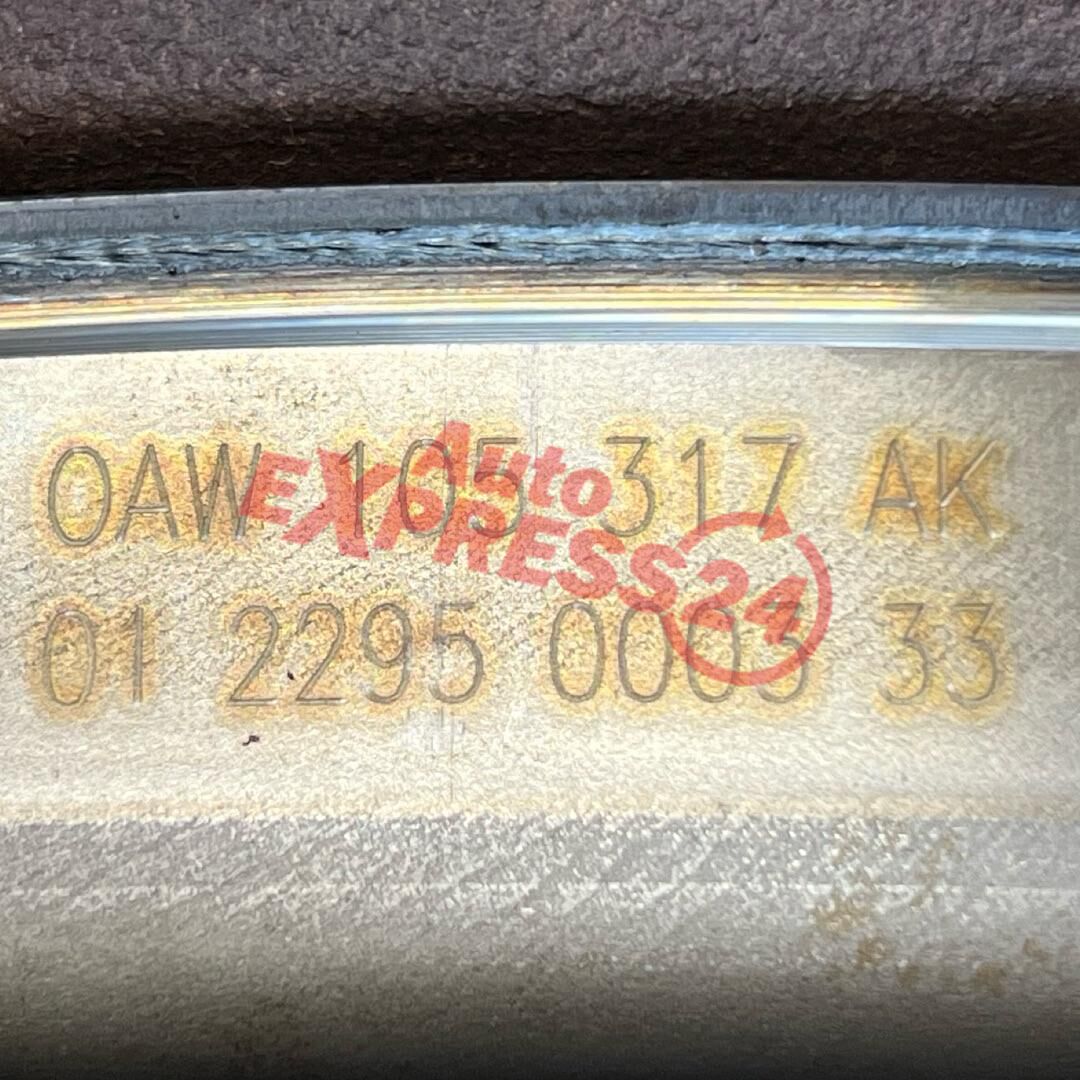 0AW 105 317 AK
01 2295 0003 33
Auto
EXPRESS24